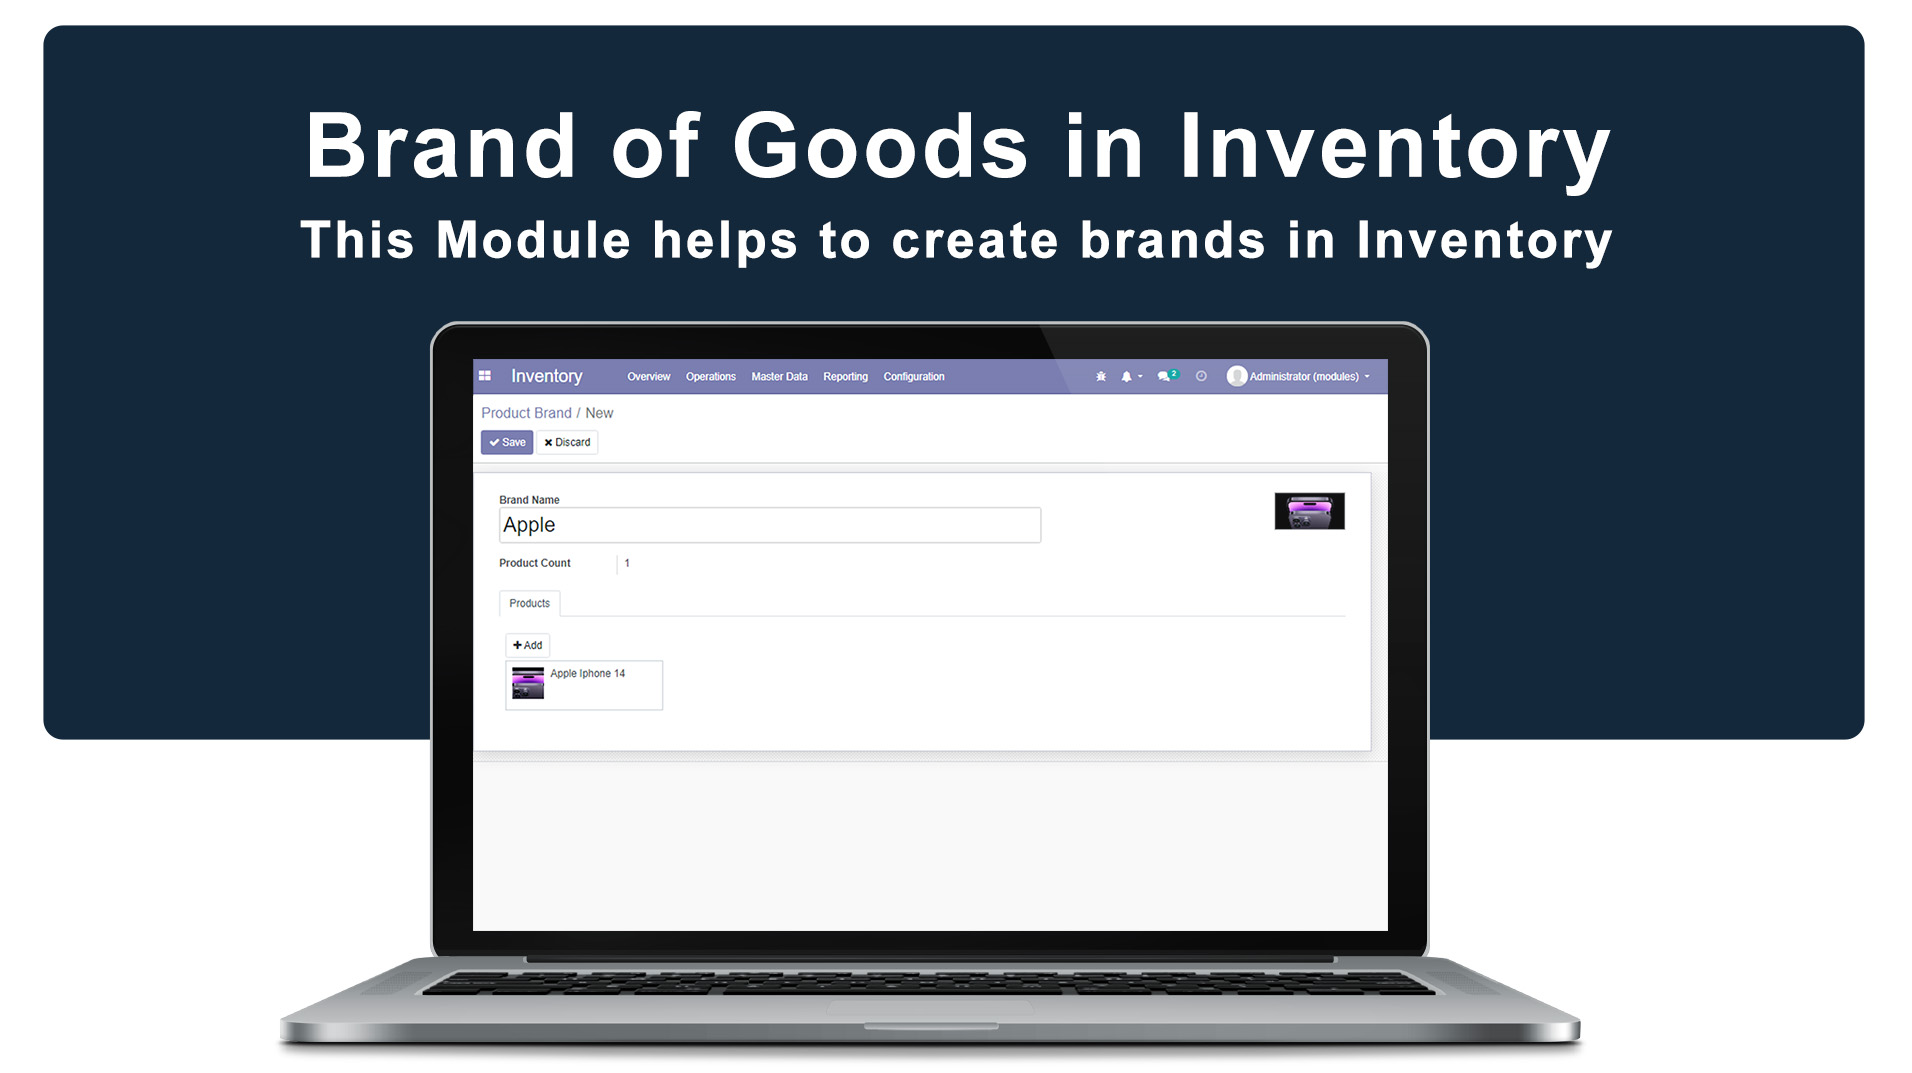 Brand of Goods in Inventory
This Module helps to create brands in Inventory
Inventory Overview Operations Master Data Reporting Configuration 2 Administrator (modules)
Product Brand / New
Save Discard
Brand Name
Apple
Product Count 1
Products
Add
Apple Iphone 14